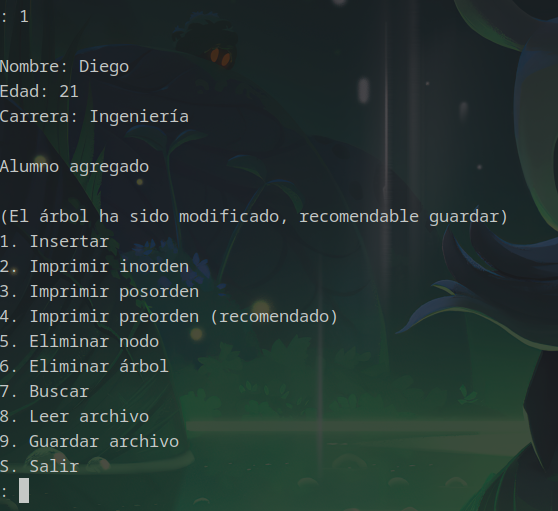 : 1
Nombre: Diego
Edad: 21
Carrera: Ingeniería
Alumno agregado
(El árbol ha sido modificado, recomendable guardar)
1. Insertar
2. Imprimir inorden
3. Imprimir posorden
4. Imprimir preorden (recomendado)
5. Eliminar nodo
6. Eliminar árbol
7. Buscar
8. Leer archivo
9. Guardar archivo
S. Salir
: